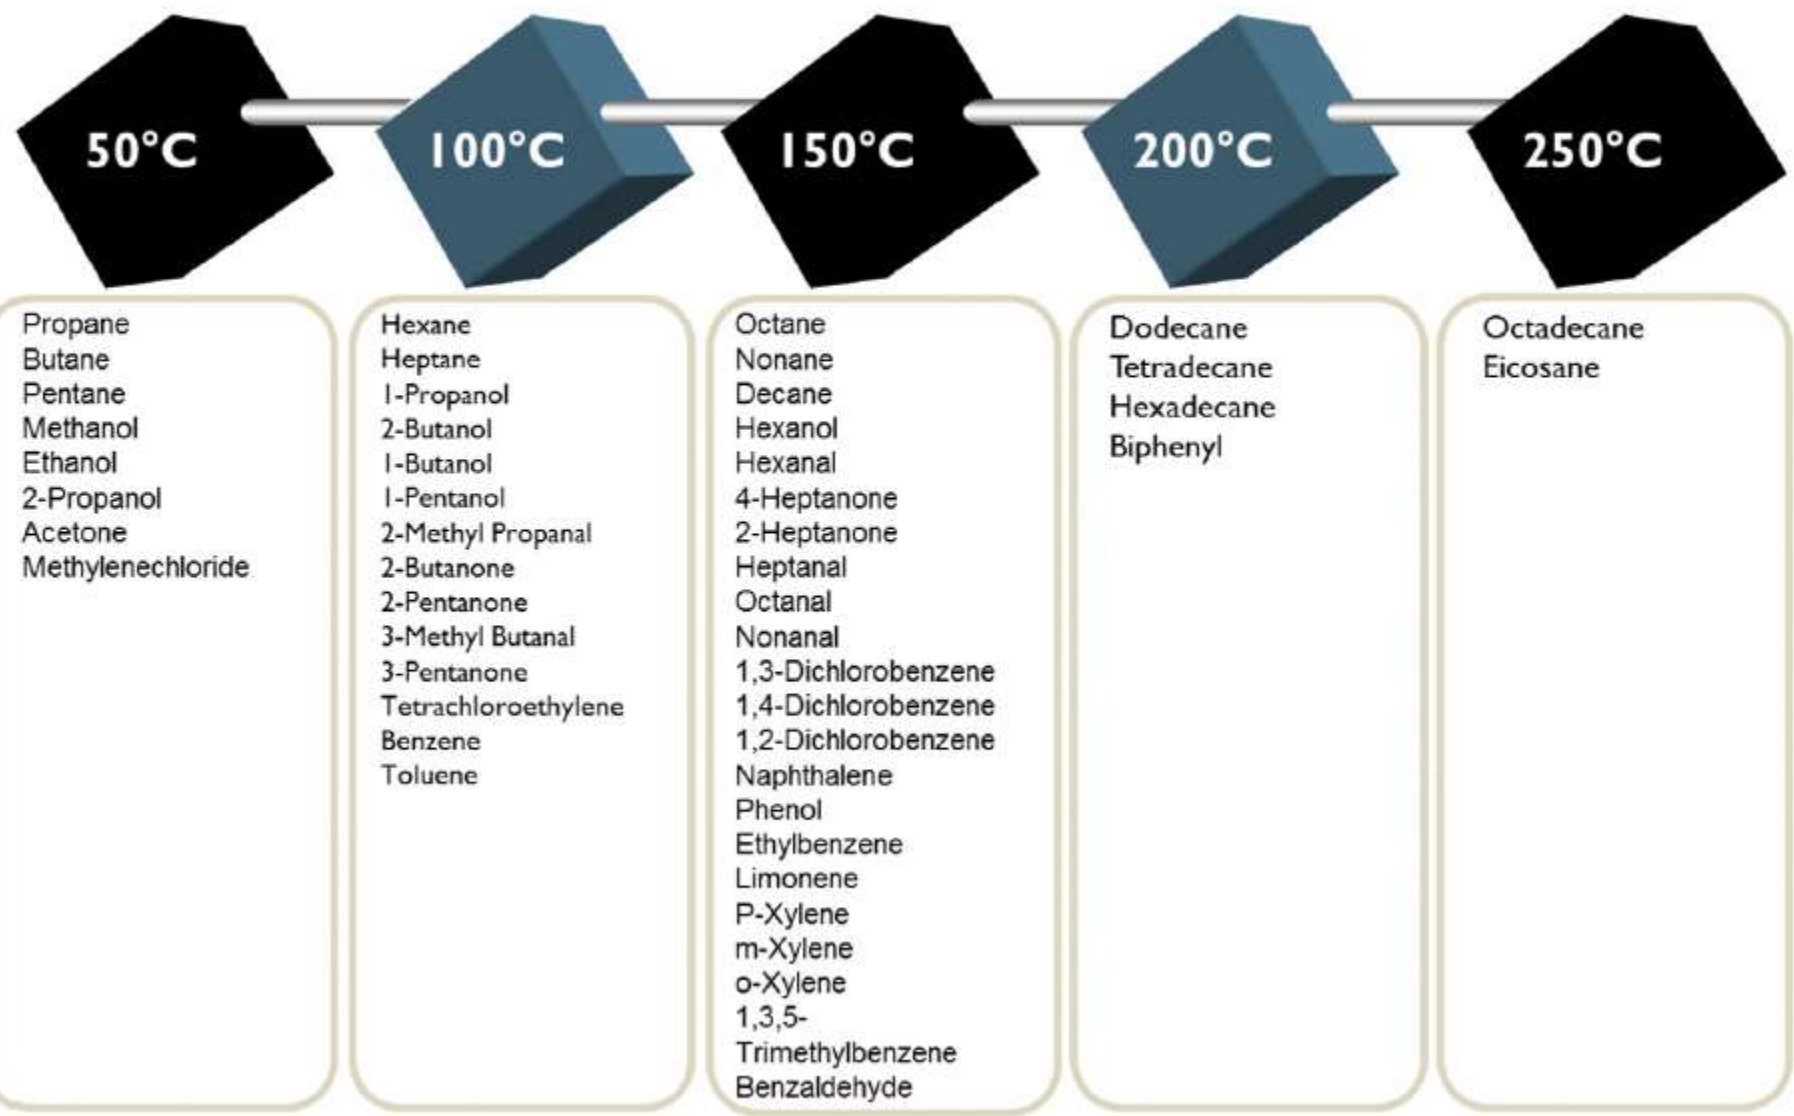 50°C
100°C
150°C
200°C
250°C
Propane
Butane
Pentane
Methanol
Ethanol
2-Propanol
Acetone
Methylenechloride
Hexane
Heptane
1-Propanol
2-Butanol
1-Butanol
1-Pentanol
2-Methyl Propanal
2-Butanone
2-Pentanone
3-Methyl Butanal
3-Pentanone
Tetrachloroethylene
Benzene
Toluene
Octane
Nonane
Decane
Hexanol
Hexanal
4-Heptanone
2-Heptanone
Heptanal
Octanal
Nonanal
1,3-Dichlorobenzene
1,4-Dichlorobenzene
1,2-Dichlorobenzene
Naphthalene
Phenol
Ethylbenzene
Limonene
P-Xylene
m-Xylene
o-Xylene
1,3,5-
Trimethylbenzene
Benzaldehyde
Dodecane
Tetradecane
Hexadecane
Biphenyl
Octadecane
Eicosane